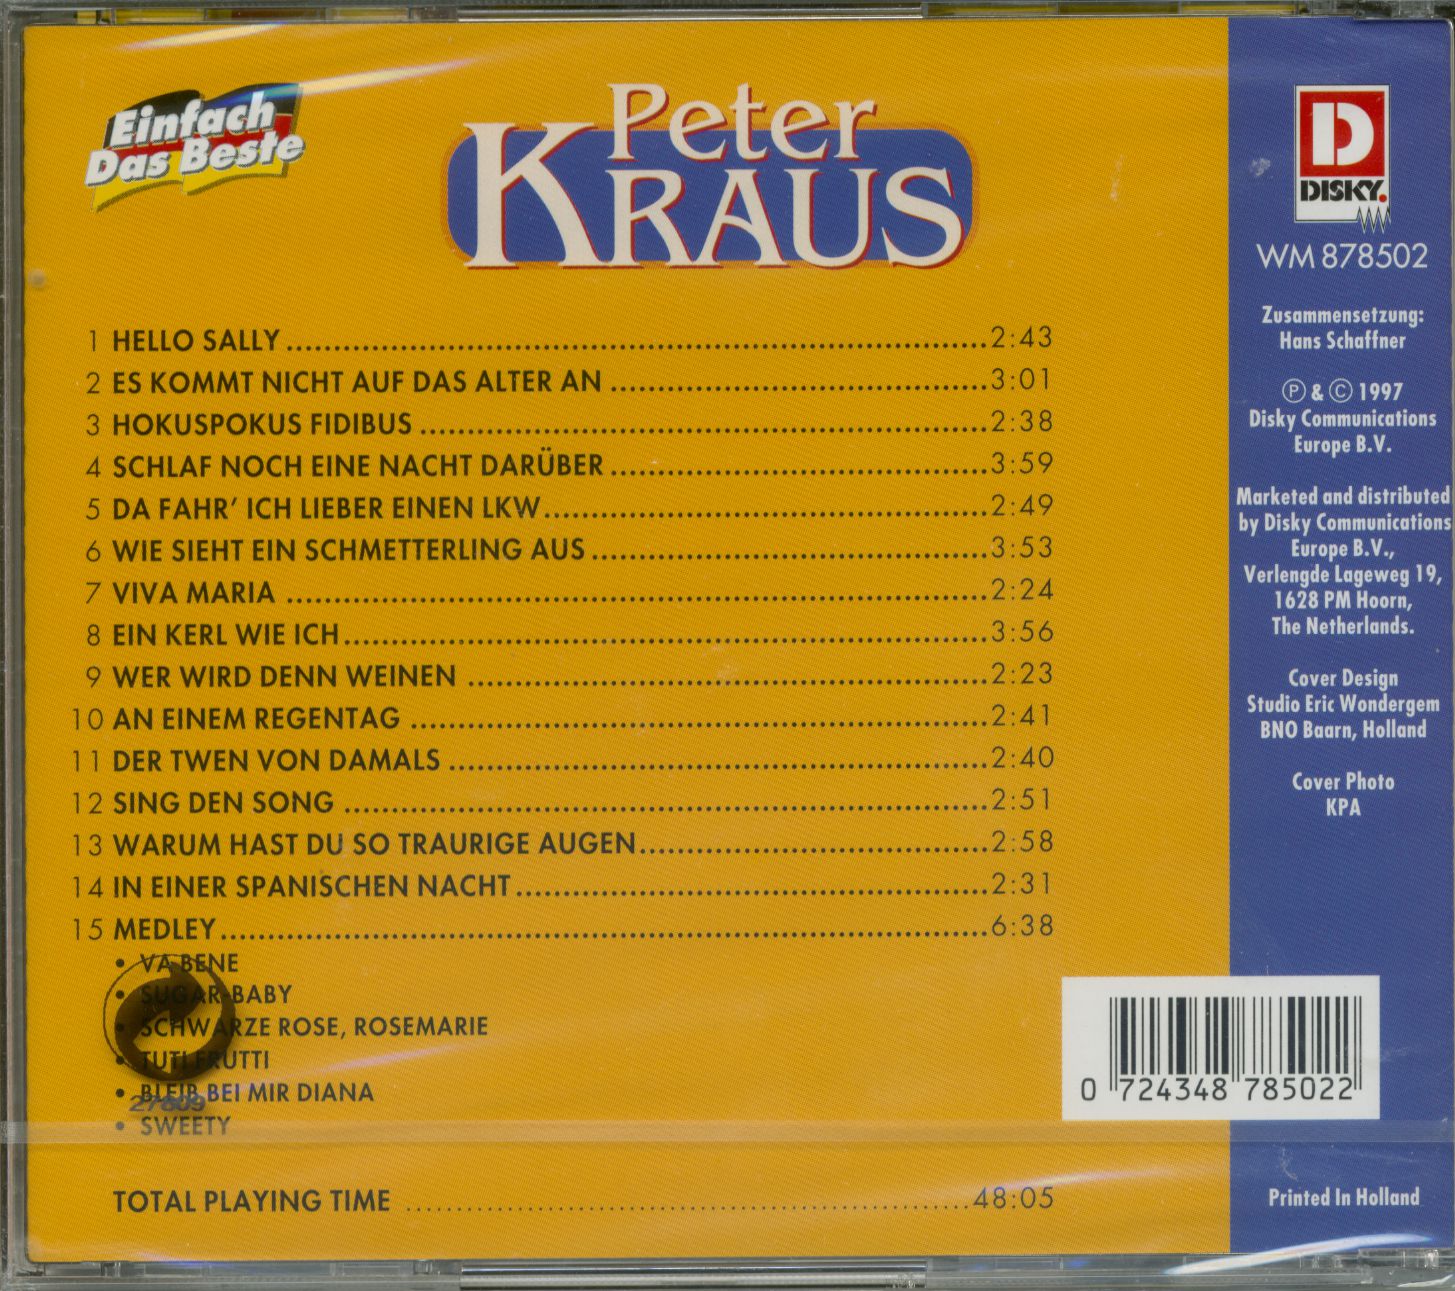 Einfach
Das Beste
Peter
KRAUS
1 HELLO SALLY 2:43
2 ES KOMMT NICHT AUF DAS ALTER AN 3:01
3 HOKUSPOKUS FIDIBUS 2:38
4 SCHLAF NOCH EINE NACHT DARÜBER 3:59
5 DA FAHR' ICH LIEBER EINEN LKW 2:49
6 WIE SIEHT EIN SCHMETTERLING AUS 3:53
7 VIVA MARIA 2:24
8 EIN KERL WIE ICH 3:56
9 WER WIRD DENN WEINEN 2:23
10 AN EINEM REGENTAG 2:41
11 DER TWEN VON DAMALS 2:40
12 SING DEN SONG 2:51
13 WARUM HAST DU SO TRAURIGE AUGEN 2:58
14 IN EINER SPANISCHEN NACHT 2:31
15 MEDLEY 6:38
• VA BENE
• SUGAR-BABY
• SCHWARZE ROSE, ROSEMARIE
• TUTI FRUTTI
• BLEIB BEI MIR DIANA
27609
• SWEETY
TOTAL PLAYING TIME 48:05
D
DISKY.
WM 878502
Zusammensetzung:
Hans Schaffner
Ⓟ & © 1997
Disky Communications
Europe B.V.
Marketed and distributed
by Disky Communications
Europe B.V.,
Verlengde Lageweg 19,
1628 PM Hoorn,
The Netherlands.
Cover Design
Studio Eric Wondergem
BNO Baarn, Holland
Cover Photo
KPA
0 724348 785022
Printed In Holland